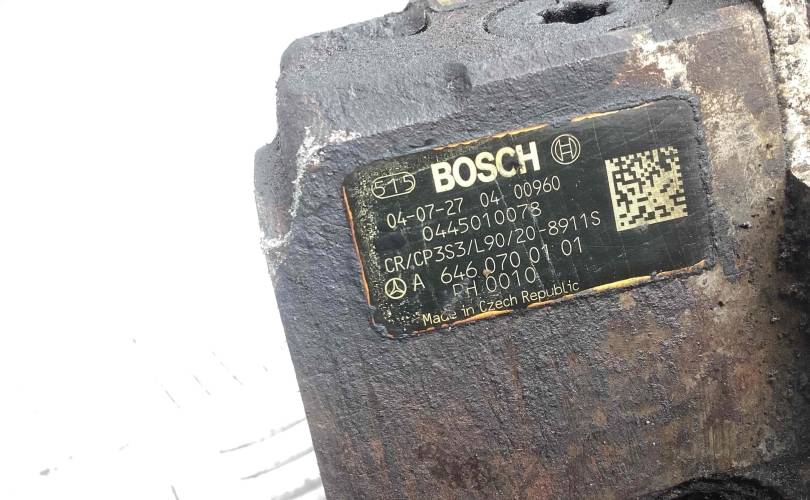 515 BOSCH
04-07-27 04 00960
0445010078
CR/CP3S3/L90/20-8911S
A 646 070 01 01
PH 0010
Made in Czech Republic